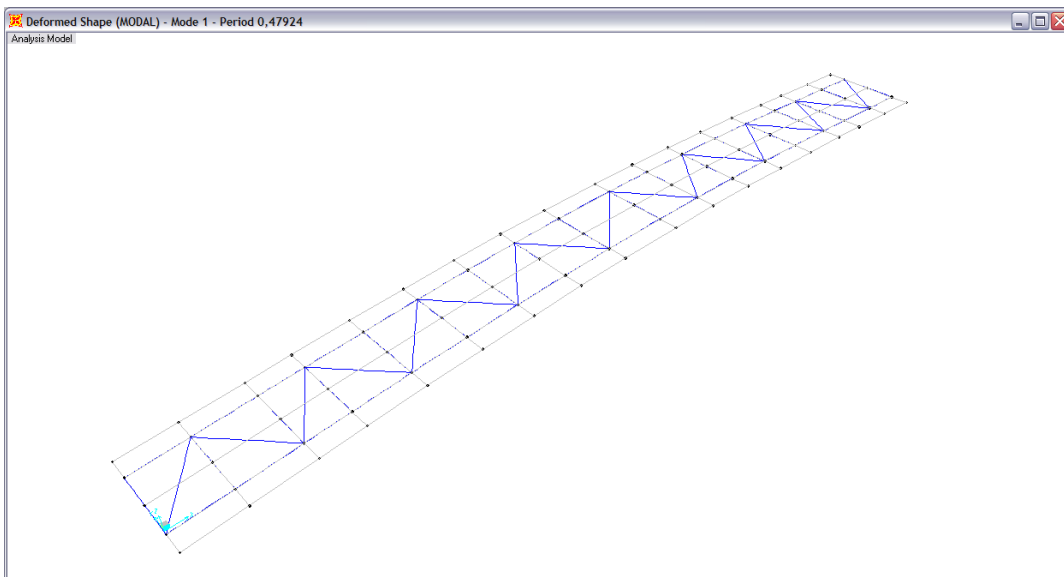 Deformed Shape (MODAL) - Mode 1 - Period 0,47924
Analysis Model